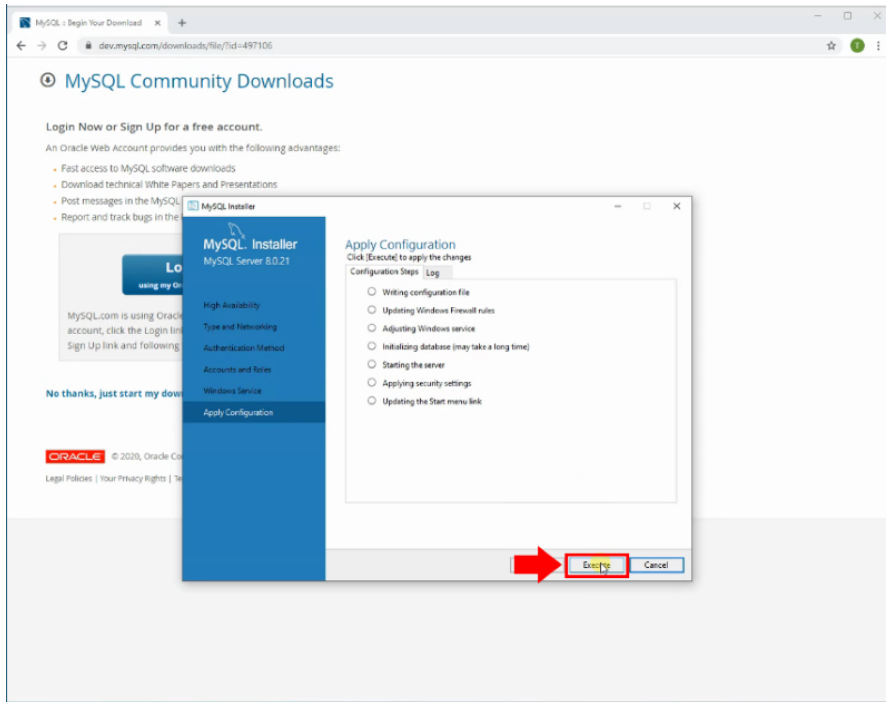 MySQL : Begin Your Download
dev.mysql.com/downloads/file/?id=497106
T
MySQL Community Downloads
Login Now or Sign Up for a free account.
An Oracle Web Account provides you with the following advantages:
Fast access to MySQL software downloads
Download technical White Papers and Presentations
Post messages in the MySQL
Report and track bugs in the
Lo
using my Or
MySQL.com is using Oracle
account, click the Login lin
Sign Up link and following
No thanks, just start my dow
ORACLE © 2020, Oracle Co
Legal Policies | Your Privacy Rights | Te
MySQL Installer
MySQL. Installer
MySQL Server 8.0.21
High Availability
Type and Networking
Authentication Method
Accounts and Roles
Windows Service
Apply Configuration
Apply Configuration
Click [Execute] to apply the changes
Configuration Steps Log
Writing configuration file
Updating Windows Firewall rules
Adjusting Windows service
Initializing database (may take a long time)
Starting the server
Applying security settings
Updating the Start menu link
Execute Cancel